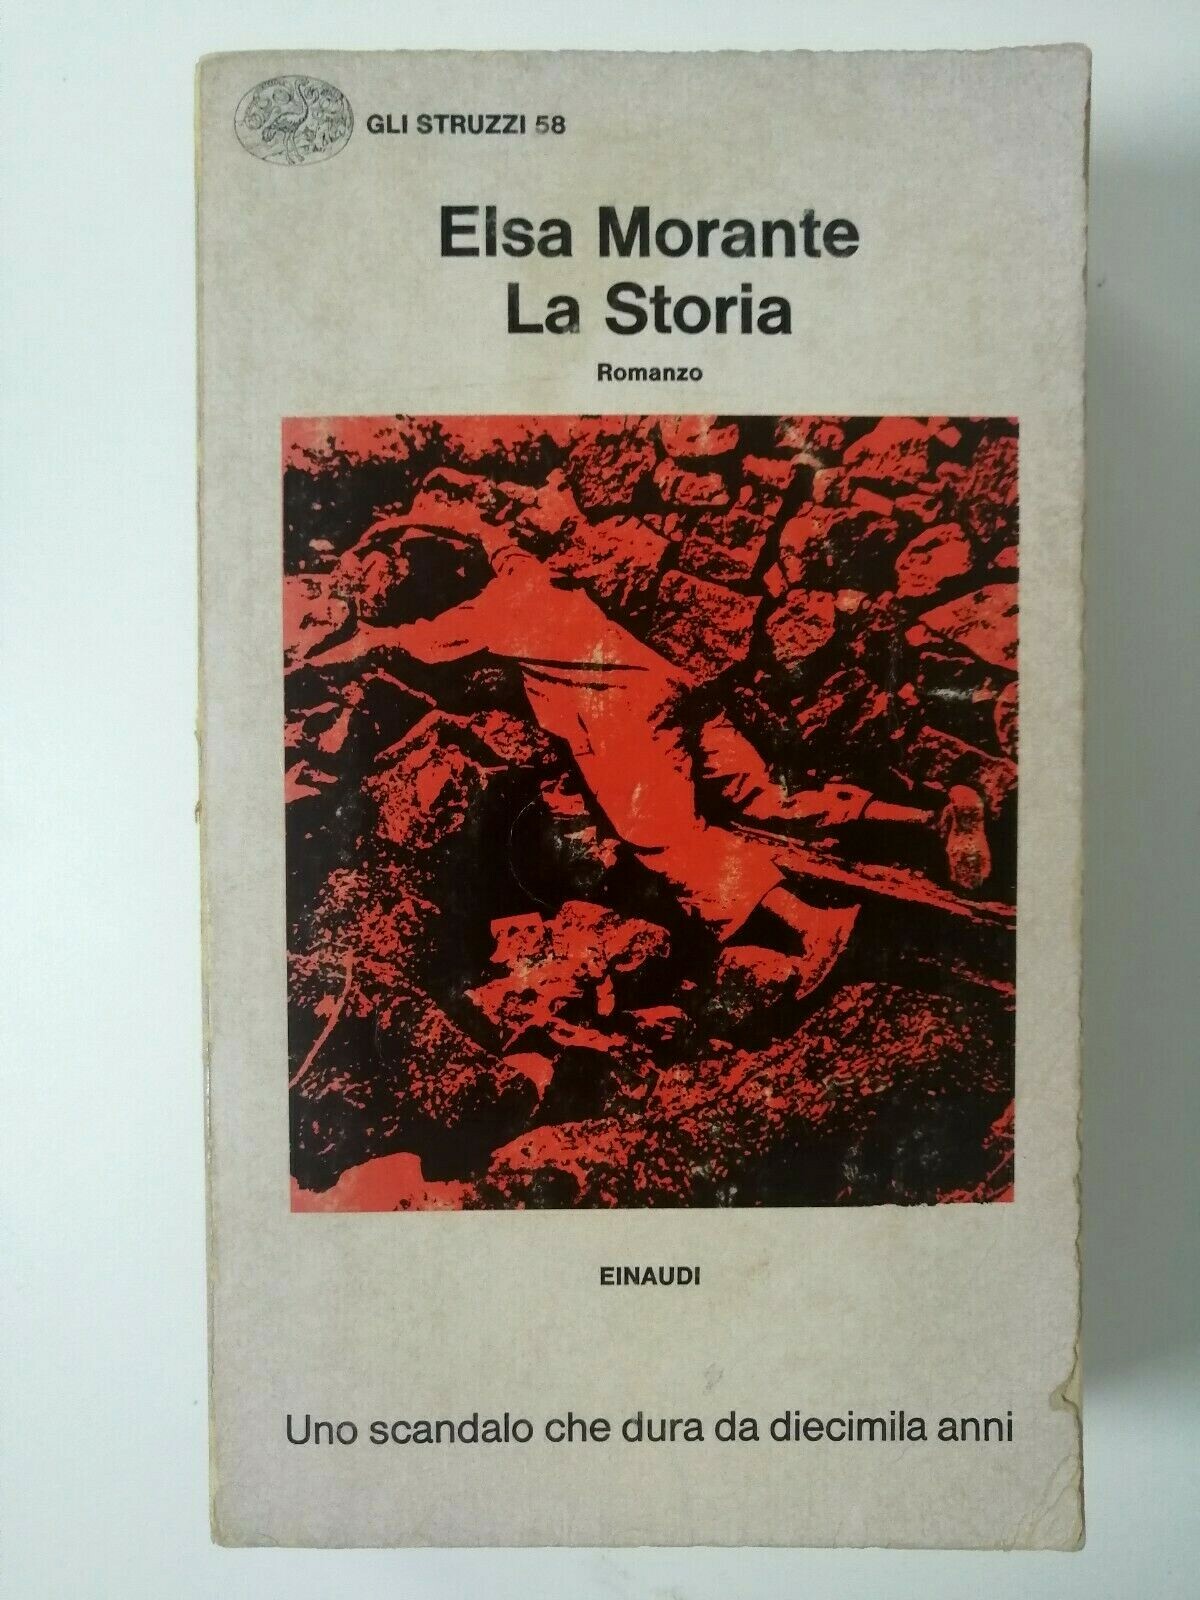 GLI STRUZZI 58
Elsa Morante
La Storia
Romanzo
EINAUDI
Uno scandalo che dura da diecimila anni